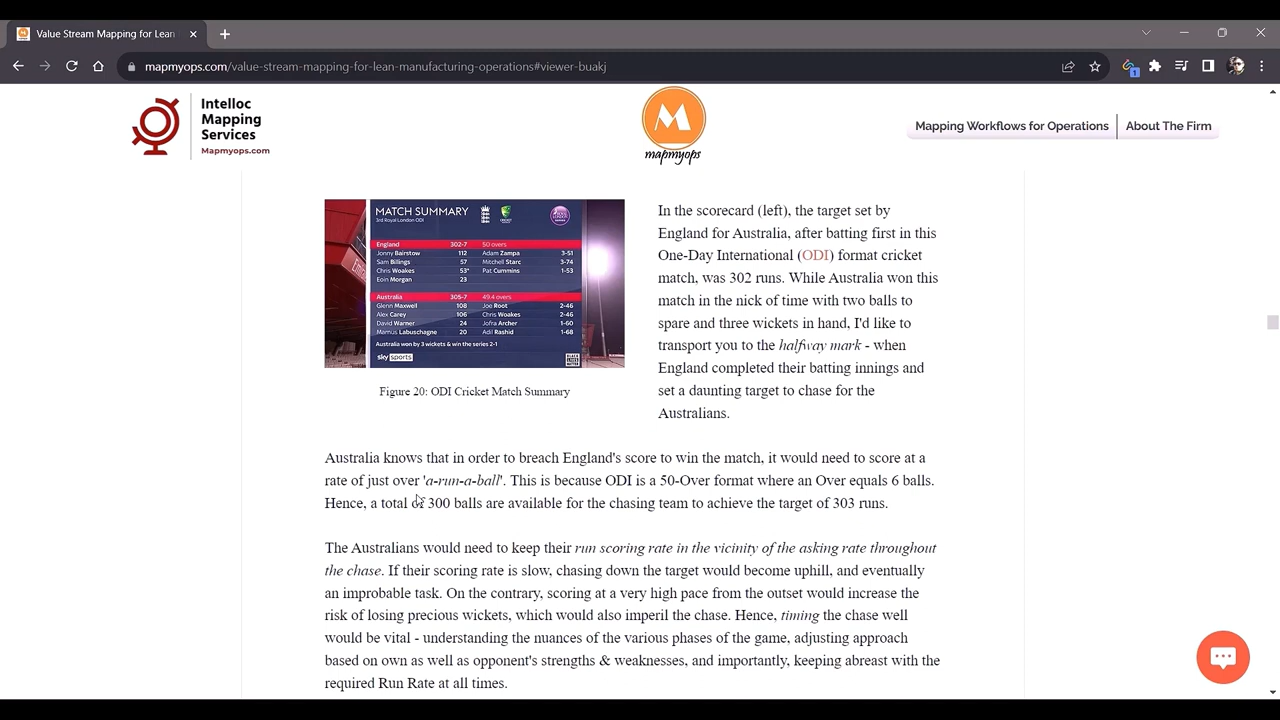 Value Stream Mapping for Lean
mapmyops.com/value-stream-mapping-for-lean-manufacturing-operations#viewer-buakj
1
Intelloc
Mapping
Services
Mapmyops.com
M
mapmyops
Mapping Workflows for Operations
About The Firm
MATCH SUMMARY
3rd Royal London ODI
England 302-7 50 overs
Jonny Bairstow 112 Adam Zampa 3-51
Sam Billings 57 Mitchell Starc 3-74
Chris Woakes 53* Pat Cummins 1-53
Eoin Morgan 23
Australia 305-7 49.4 overs
Glenn Maxwell 108 Joe Root 2-46
Alex Carey 106 Chris Woakes 2-46
David Warner 24 Jofra Archer 1-60
Marnus Labuschagne 20 Adil Rashid 1-68
Australia won by 3 wickets & win the series 2-1
sky sports
Figure 20: ODI Cricket Match Summary
In the scorecard (left), the target set by
England for Australia, after batting first in this
One-Day International (ODI) format cricket
match, was 302 runs. While Australia won this
match in the nick of time with two balls to
spare and three wickets in hand, I'd like to
transport you to the halfway mark - when
England completed their batting innings and
set a daunting target to chase for the
Australians.
Australia knows that in order to breach England's score to win the match, it would need to score at a
rate of just over 'a-run-a-ball'. This is because ODI is a 50-Over format where an Over equals 6 balls.
Hence, a total of 300 balls are available for the chasing team to achieve the target of 303 runs.
The Australians would need to keep their run scoring rate in the vicinity of the asking rate throughout
the chase. If their scoring rate is slow, chasing down the target would become uphill, and eventually
an improbable task. On the contrary, scoring at a very high pace from the outset would increase the
risk of losing precious wickets, which would also imperil the chase. Hence, timing the chase well
would be vital - understanding the nuances of the various phases of the game, adjusting approach
based on own as well as opponent's strengths & weaknesses, and importantly, keeping abreast with the
required Run Rate at all times.